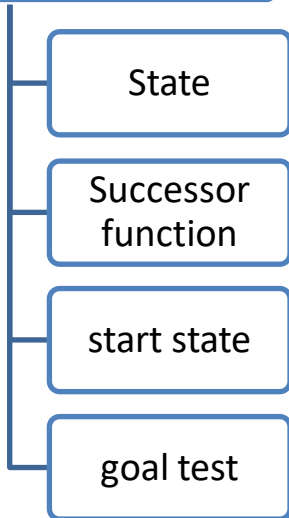 State
Successor
function
start state
goal test